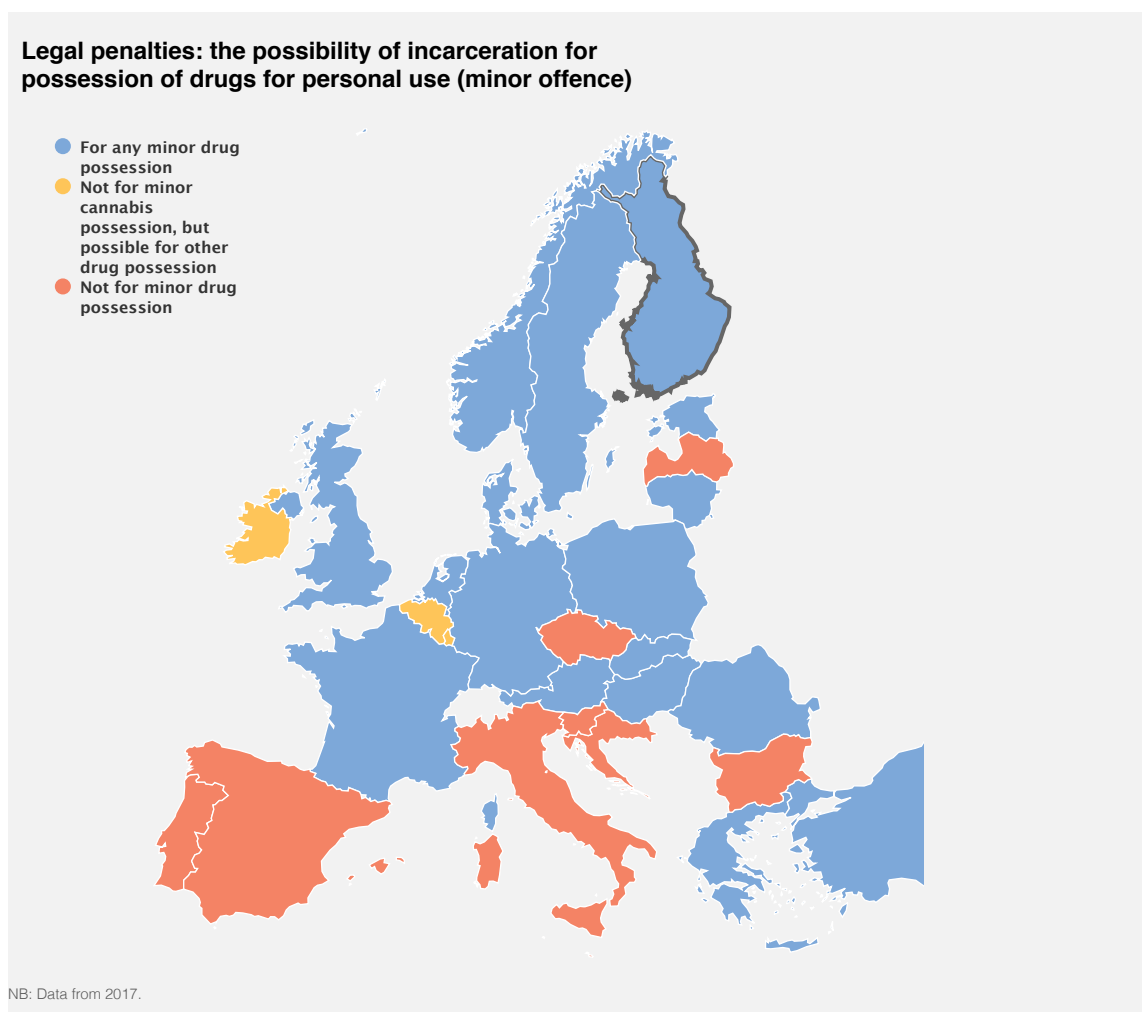 Legal penalties: the possibility of incarceration for
possession of drugs for personal use (minor offence)
For any minor drug
possession
Not for minor
cannabis
possession, but
possible for other
drug possession
Not for minor drug
possession
NB: Data from 2017.